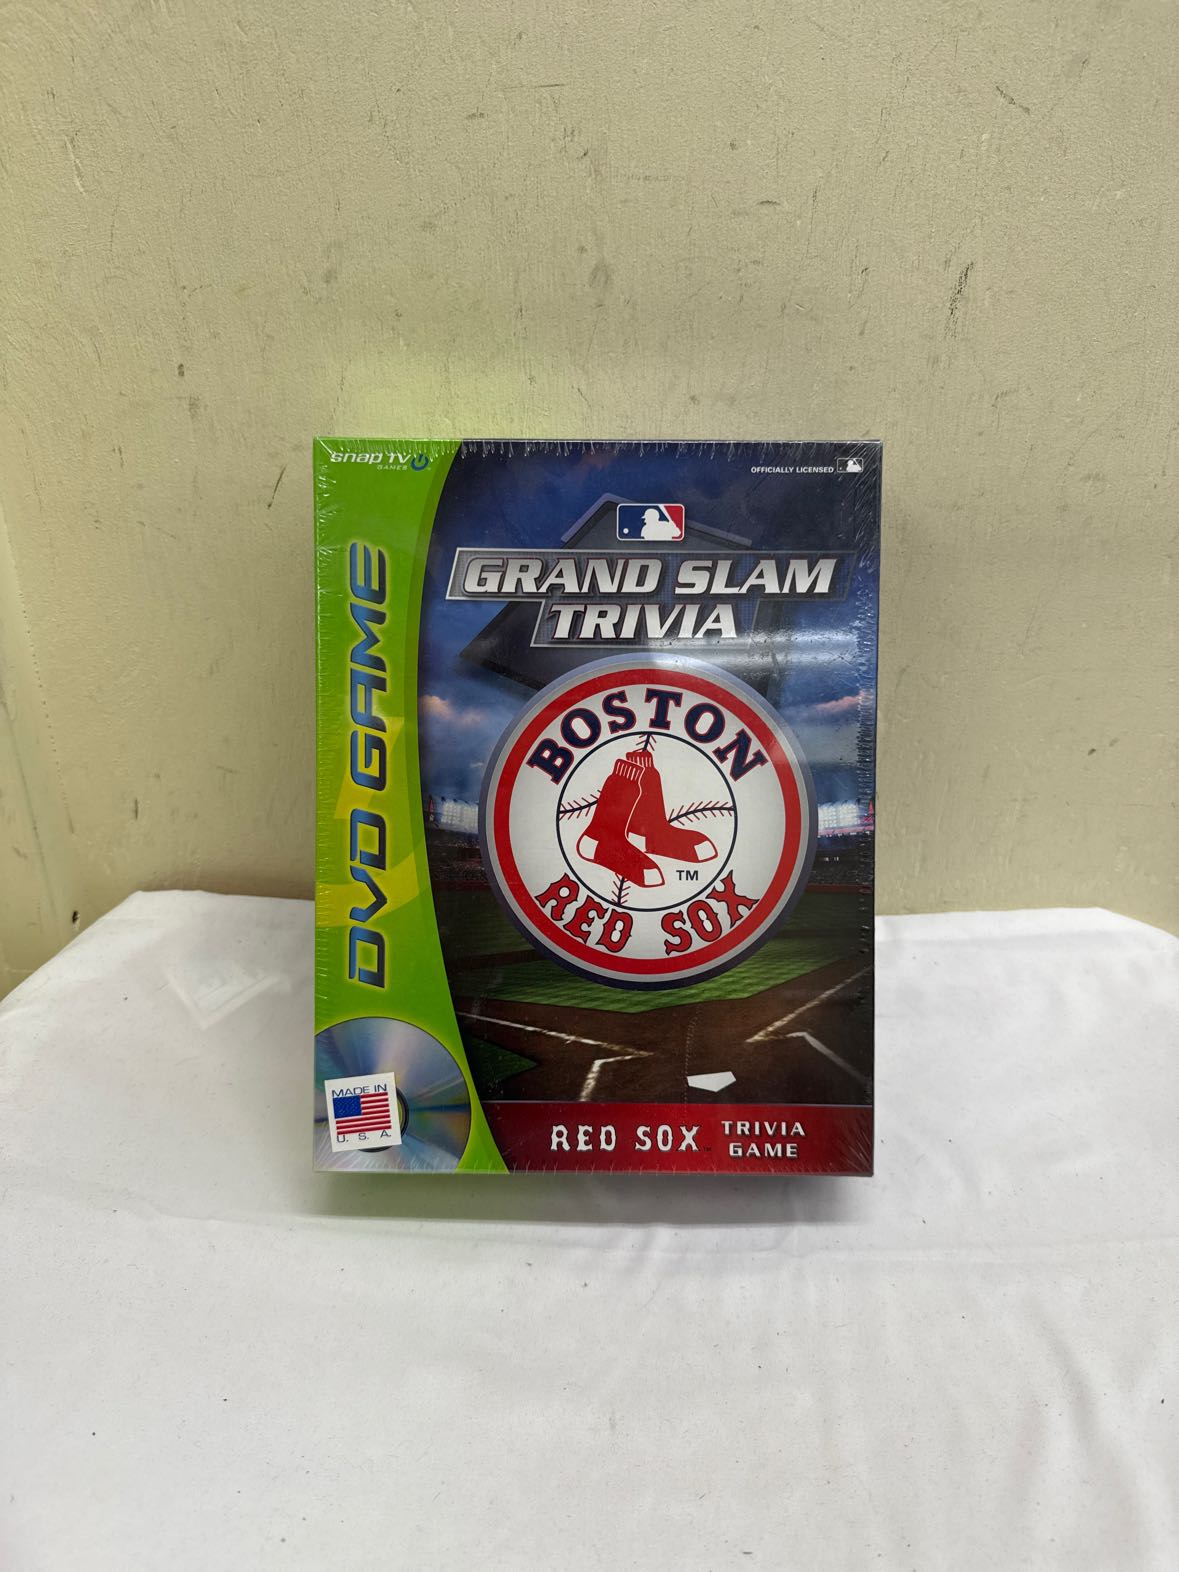 snap TV
GAMES
OFFICIALLY LICENSED
GRAND SLAM
TRIVIA
DVD GAME
BOSTON
TM
RED SOX
MADE IN
U. S. A.
RED SOX TRIVIA
GAME